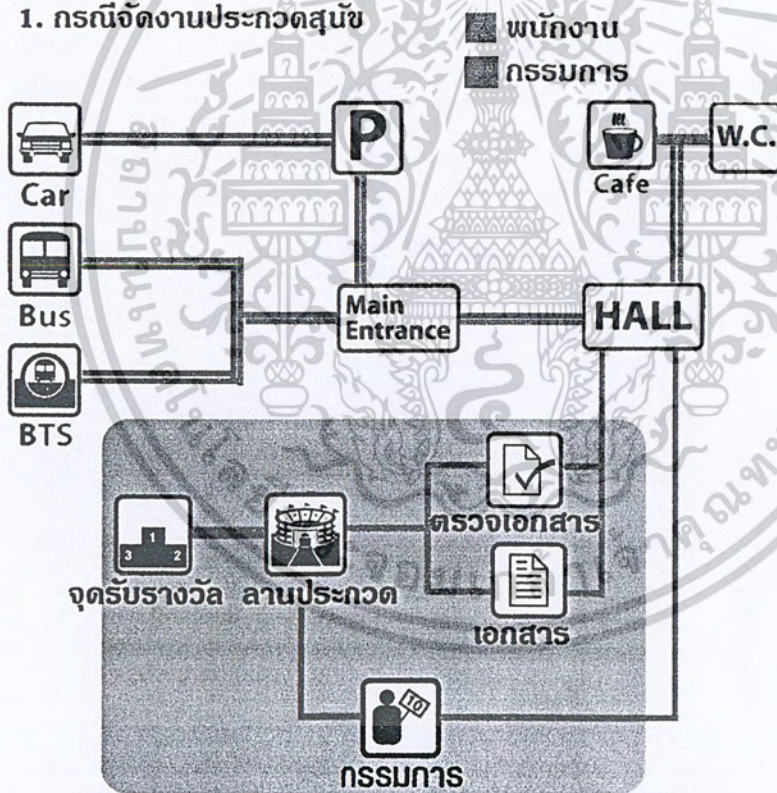 1. กรณีจัดงานประกวดสุนัข
พนักงาน
กรรมการ
Car
P
Cafe
W.C.
Bus
Main
Entrance
HALL
BTS
ตรวจเอกสาร
1
3 2
จุดรับรางวัล
ลานประกวด
เอกสาร
10
กรรมการ